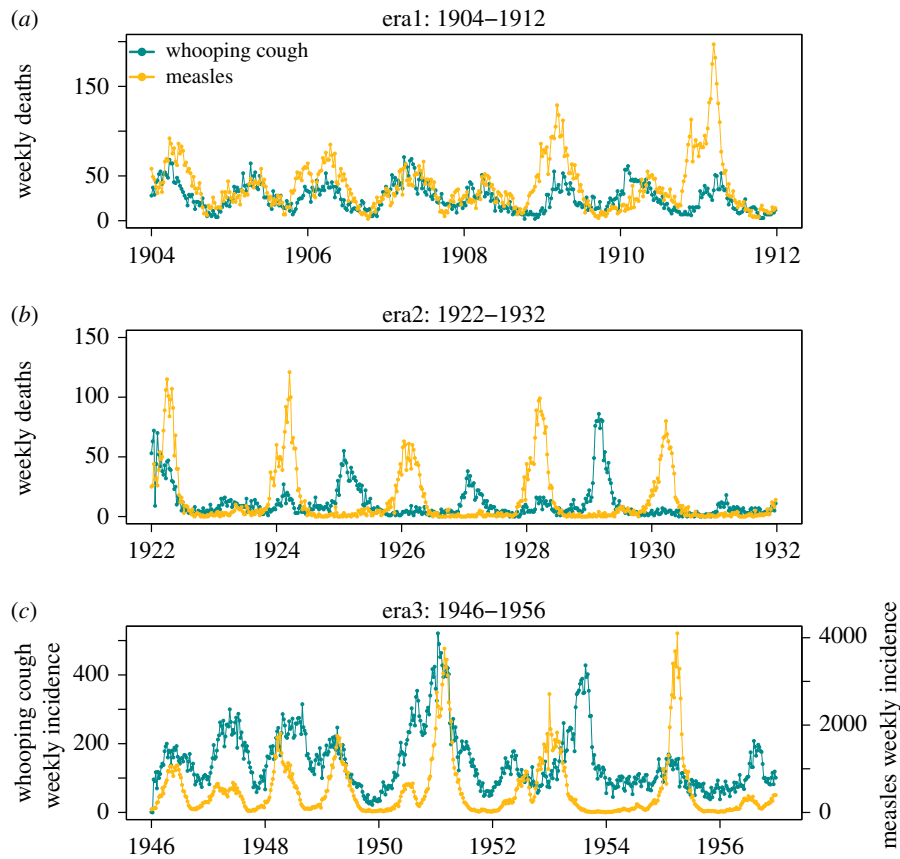 (a)
era1: 1904–1912
whooping cough
measles
weekly deaths
150
50
0
1904 1906 1908 1910 1912
(b)
era2: 1922–1932
weekly deaths
150
100
50
0
1922 1924 1926 1928 1930 1932
(c)
era3: 1946–1956
whooping cough
weekly incidence
400
200
0
measles weekly incidence
4000
2000
0
1946 1948 1950 1952 1954 1956